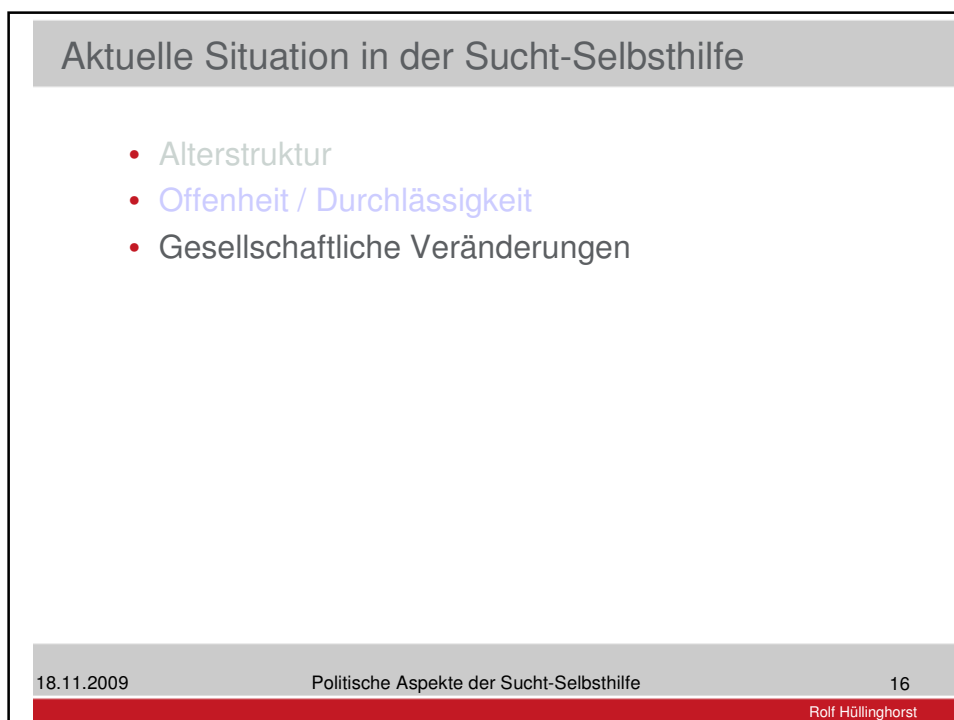 Aktuelle Situation in der Sucht-Selbsthilfe
• Alterstruktur
• Offenheit / Durchlässigkeit
• Gesellschaftliche Veränderungen
18.11.2009 Politische Aspekte der Sucht-Selbsthilfe 16
Rolf Hüllinghorst